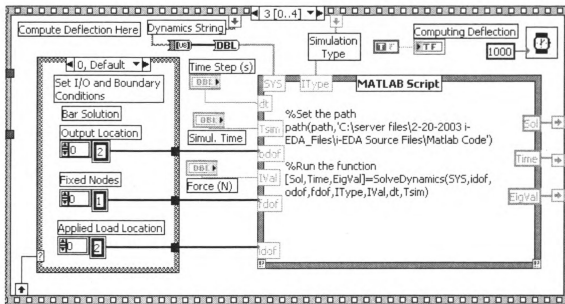 3 [0..4]
Compute Deflection Here
Dynamics String
DBL
Simulation
Type
Computing Deflection
TF
TF
1000
0, Default
Set I/O and Boundary
Conditions
Bar Solution
Output Location
0
2
Fixed Nodes
0
1
Applied Load Location
0
2
?
Time Step (s)
DBL
DBL
Simul. Time
DBL
Force (N)
SYS
IType
MATLAB Script
dt
Tsim
odof
IVal
fdof
idof
%Set the path
path(path,'C:\server files\2-20-2003 i-
EDA_Files\i-EDA Source Files\Matlab Code')
%Run the function
[Sol,Time,EigVal]=SolveDynamics(SYS,idof,
odof,fdof,IType,IVal,dt,Tsim)
Sol
Time
EigVal